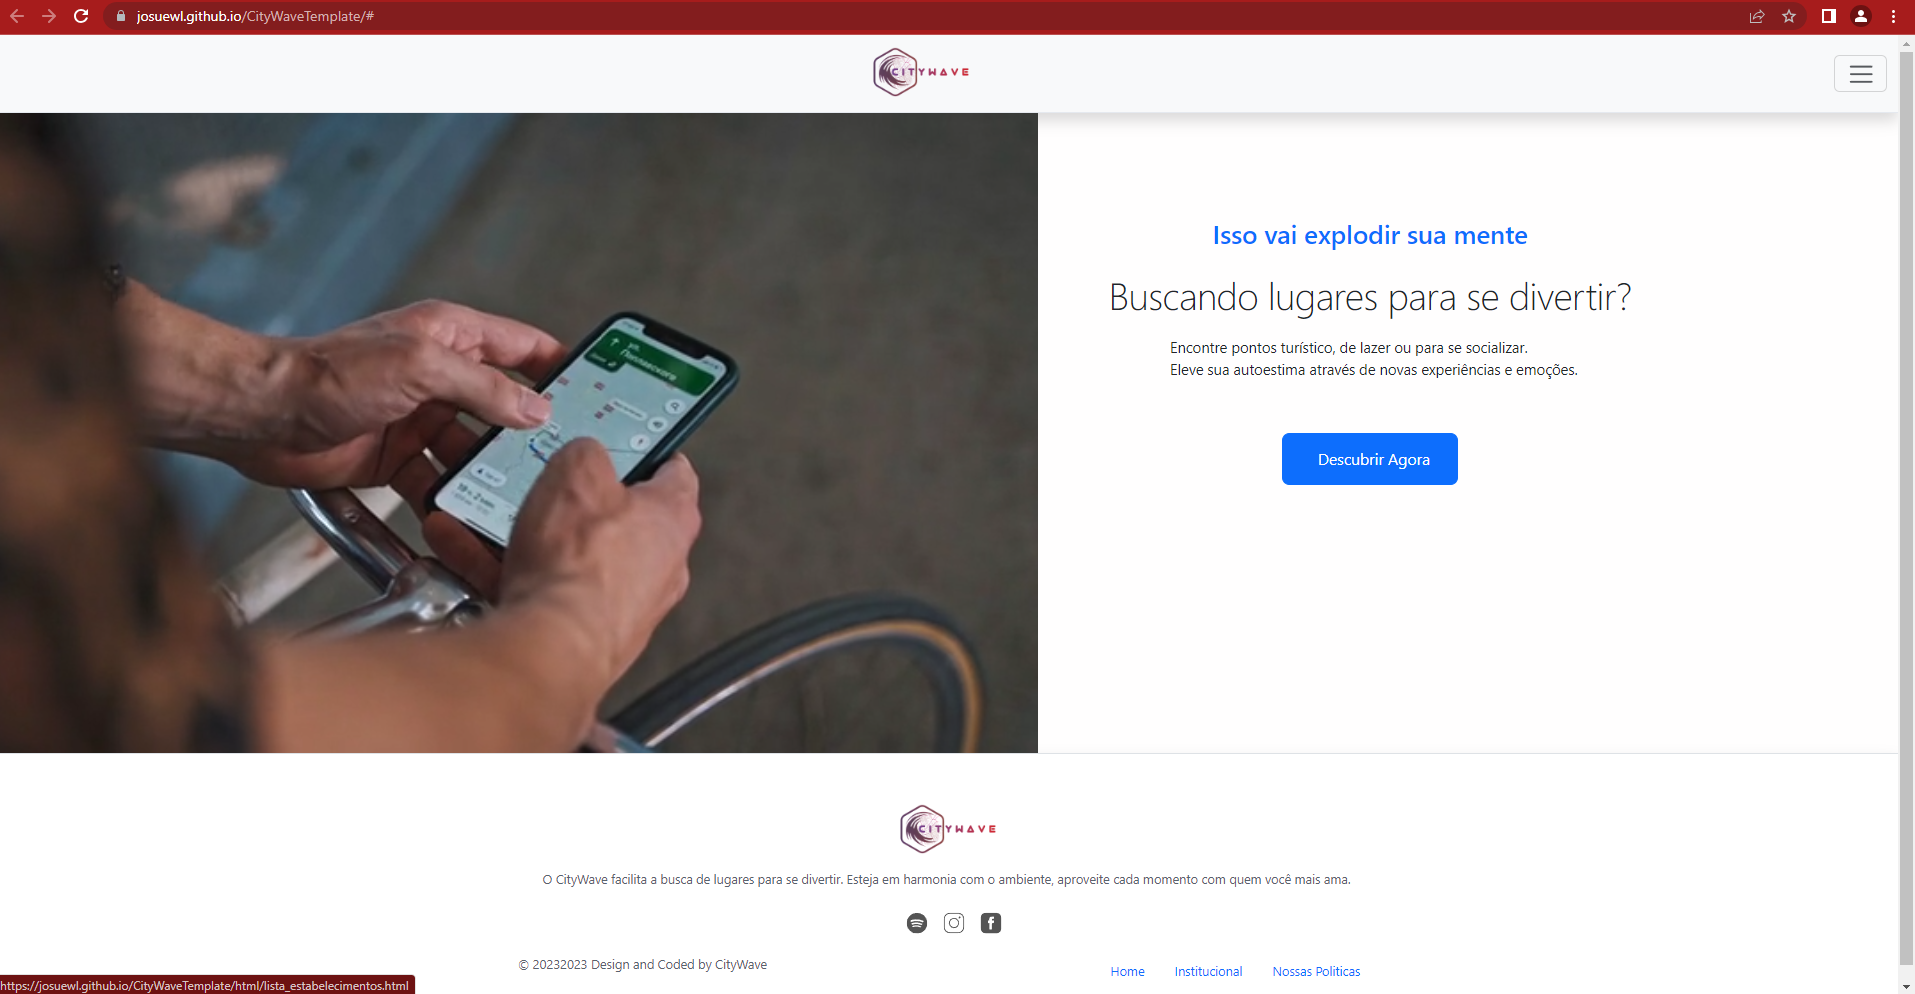 josuewl.github.io/CityWaveTemplate/#
CITYWAVE
Isso vai explodir sua mente
Buscando lugares para se divertir?
Encontre pontos turístico, de lazer ou para se socializar.
Eleve sua autoestima através de novas experiências e emoções.
Descubrir Agora
CITYWAVE
O CityWave facilita a busca de lugares para se divertir. Esteja em harmonia com o ambiente, aproveite cada momento com quem você mais ama.
© 20232023 Design and Coded by CityWave
Home Institucional Nossas Politicas
https://josuewl.github.io/CityWaveTemplate/html/lista_estabelecimentos.html